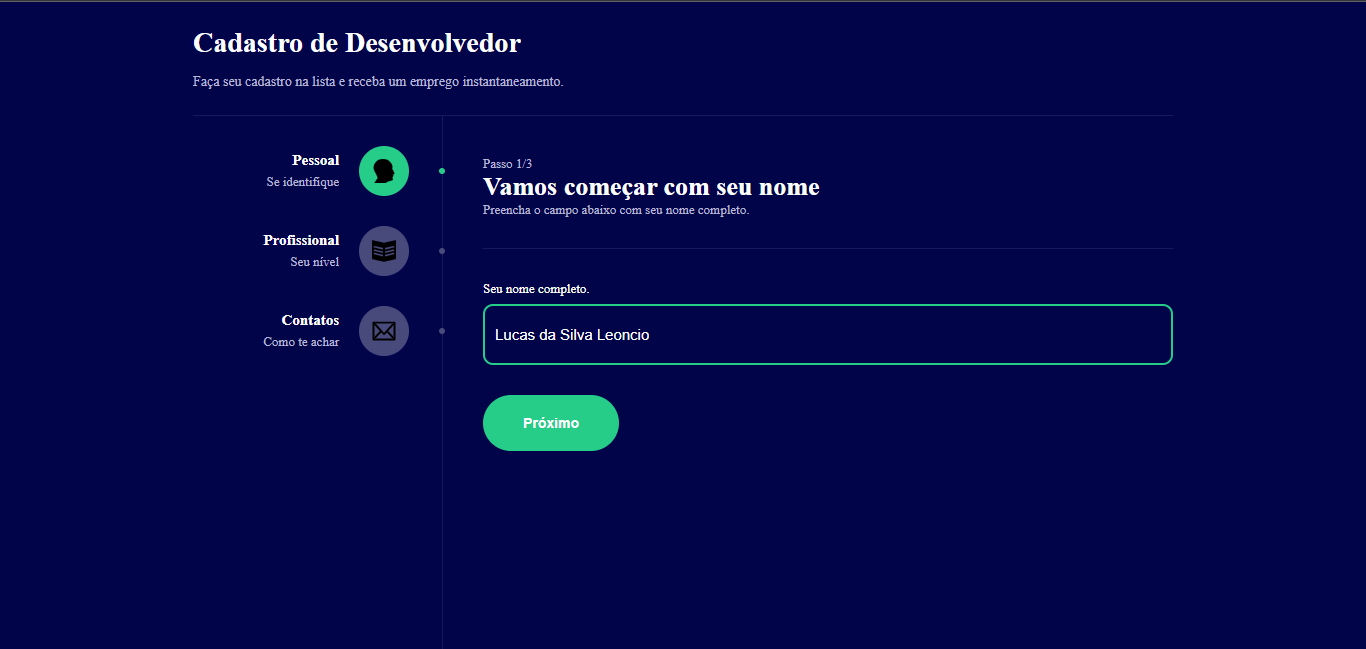 Cadastro de Desenvolvedor
Faça seu cadastro na lista e receba um emprego instantaneamento.
Pessoal
Se identifique
Profissional
Seu nível
Contatos
Como te achar
Passo 1/3
Vamos começar com seu nome
Preencha o campo abaixo com seu nome completo.
Seu nome completo.
Lucas da Silva Leoncio
Próximo